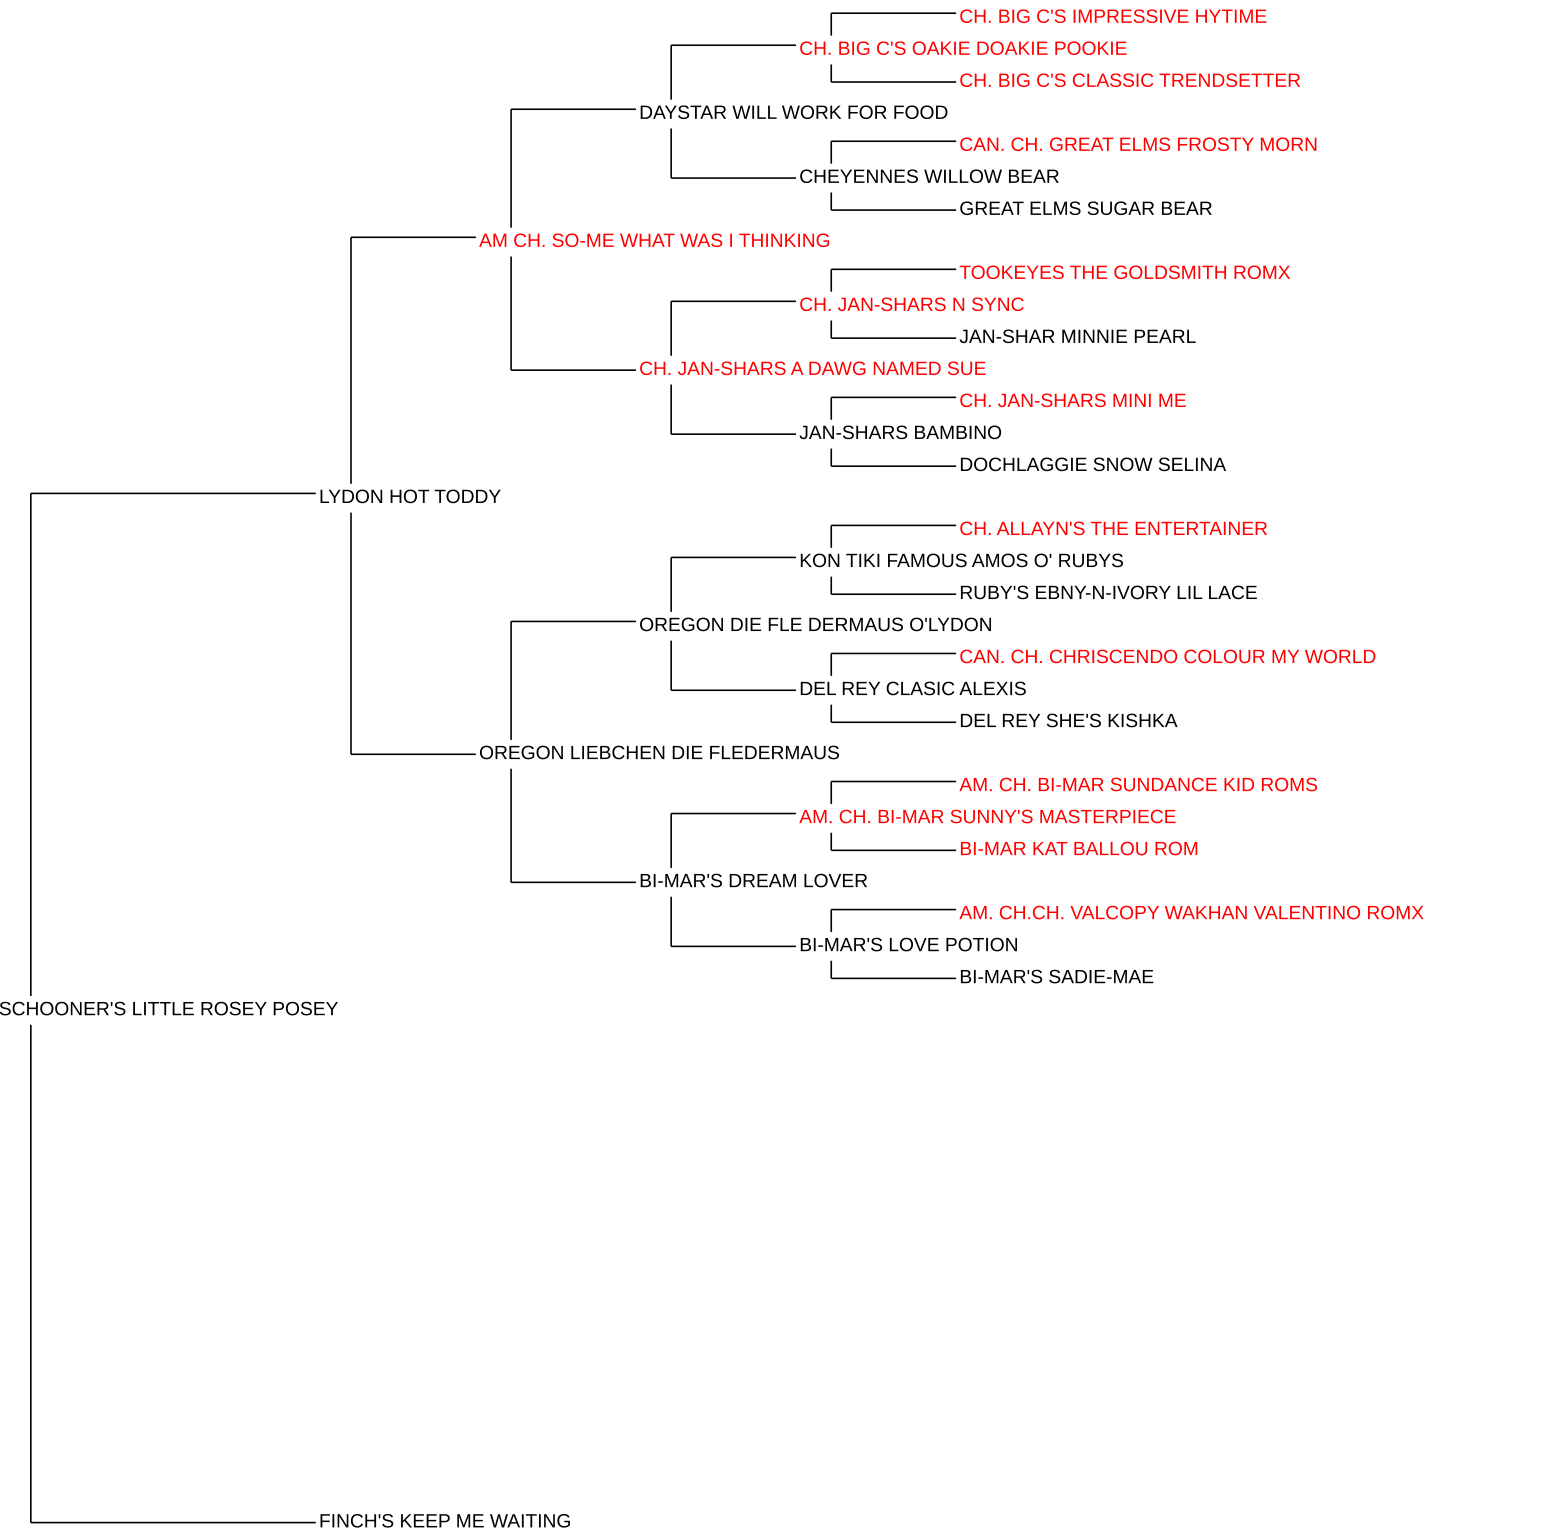 CH. BIG C'S IMPRESSIVE HYTIME
CH. BIG C'S OAKIE DOAKIE POOKIE
CH. BIG C'S CLASSIC TRENDSETTER
DAYSTAR WILL WORK FOR FOOD
CAN. CH. GREAT ELMS FROSTY MORN
CHEYENNES WILLOW BEAR
GREAT ELMS SUGAR BEAR
AM CH. SO-ME WHAT WAS I THINKING
TOOKEYES THE GOLDSMITH ROMX
CH. JAN-SHARS N SYNC
JAN-SHAR MINNIE PEARL
CH. JAN-SHARS A DAWG NAMED SUE
CH. JAN-SHARS MINI ME
JAN-SHARS BAMBINO
DOCHLAGGIE SNOW SELINA
LYDON HOT TODDY
CH. ALLAYN'S THE ENTERTAINER
KON TIKI FAMOUS AMOS O' RUBYS
RUBY'S EBNY-N-IVORY LIL LACE
OREGON DIE FLE DERMAUS O'LYDON
CAN. CH. CHRISCENDO COLOUR MY WORLD
DEL REY CLASIC ALEXIS
DEL REY SHE'S KISHKA
OREGON LIEBCHEN DIE FLEDERMAUS
AM. CH. BI-MAR SUNDANCE KID ROMS
AM. CH. BI-MAR SUNNY'S MASTERPIECE
BI-MAR KAT BALLOU ROM
BI-MAR'S DREAM LOVER
AM. CH.CH. VALCOPY WAKHAN VALENTINO ROMX
BI-MAR'S LOVE POTION
BI-MAR'S SADIE-MAE
SCHOONER'S LITTLE ROSEY POSEY
FINCH'S KEEP ME WAITING